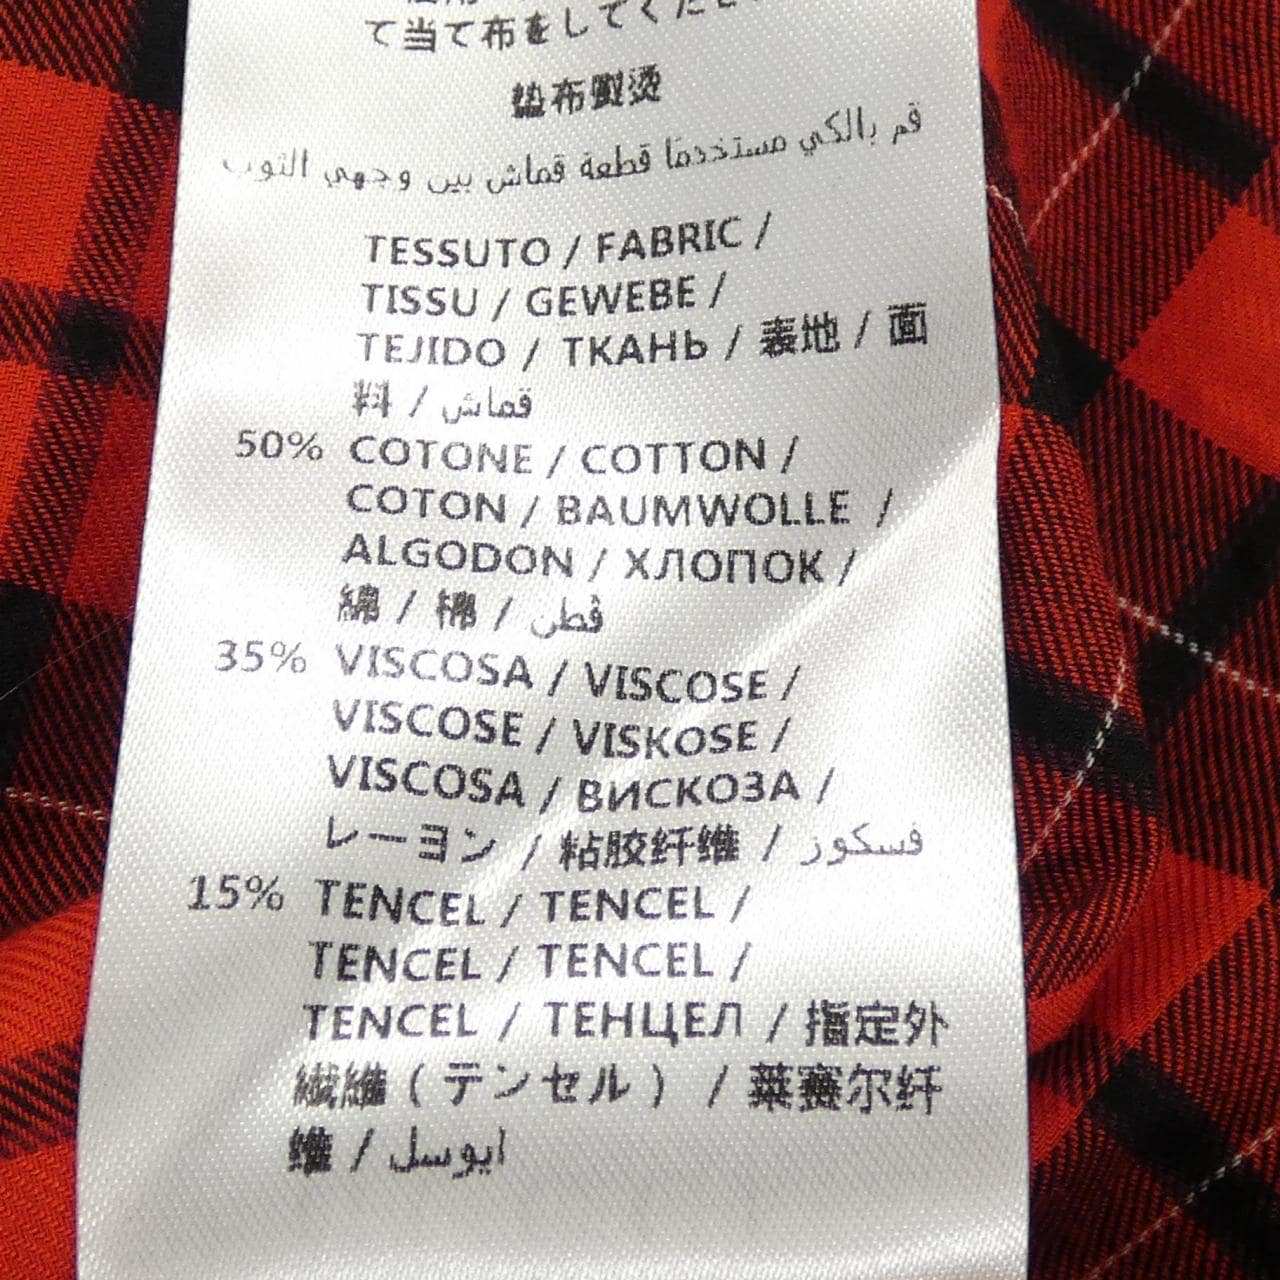 て当て布をしてくださ
垫布熨烫
قم بالكي مستخدمًا قطعة قماش بين وجهي الثوب
TESSUTO / FABRIC /
TISSU / GEWEBE /
TEJIDO / ТКАНЬ / 表地 / 面
料 / قماش
50% COTONE / COTTON /
COTON / BAUMWOLLE /
ALGODON / ХЛОПОК /
綿 / 棉 / قطن
35% VISCOSA / VISCOSE /
VISCOSE / VISKOSE /
VISCOSA / ВИСКОЗА /
レーヨン / 粘胶纤维 / فسكوز
15% TENCEL / TENCEL /
TENCEL / TENCEL /
TENCEL / ТЕНЦЕЛ / 指定外
繊維 (テンセル) / 莱赛尔纤
维 / ايوسل